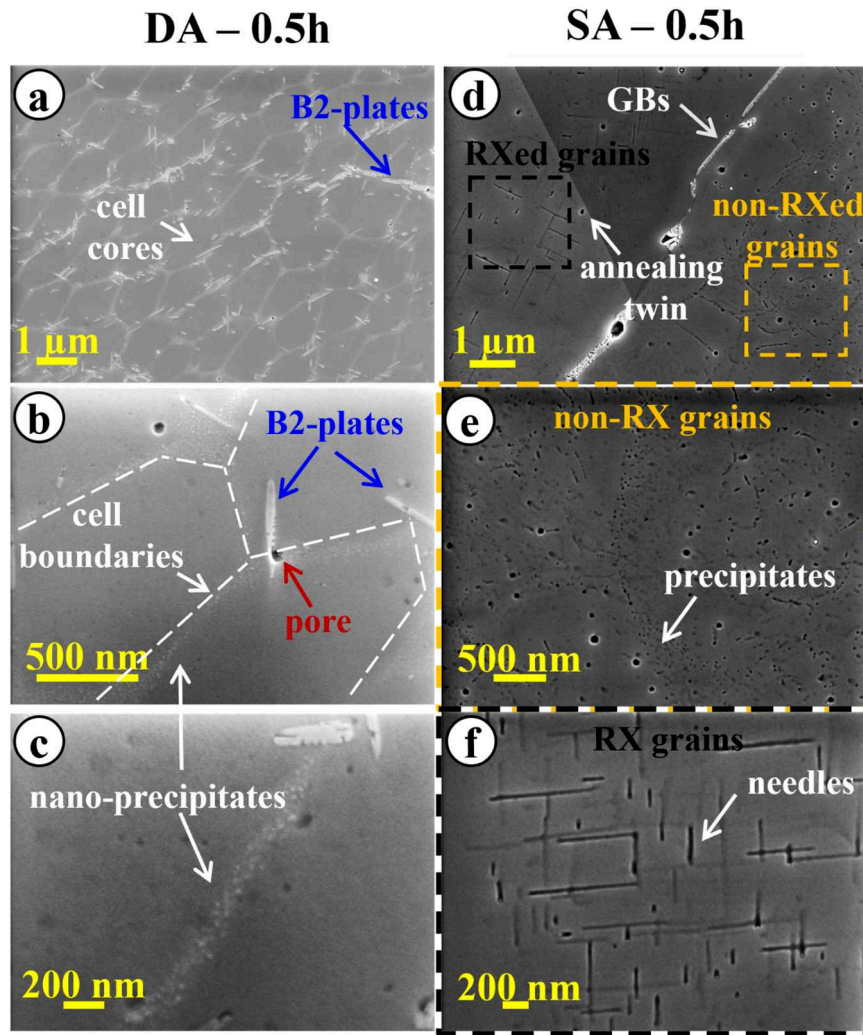 DA – 0.5h
SA – 0.5h
a
B2-plates
cell
cores
1 µm
d
GBs
RXed grains
non-RXed
grains
annealing
twin
1 µm
b
B2-plates
cell
boundaries
pore
500 nm
e
non-RX grains
precipitates
500 nm
c
nano-precipitates
200 nm
f
RX grains
needles
200 nm